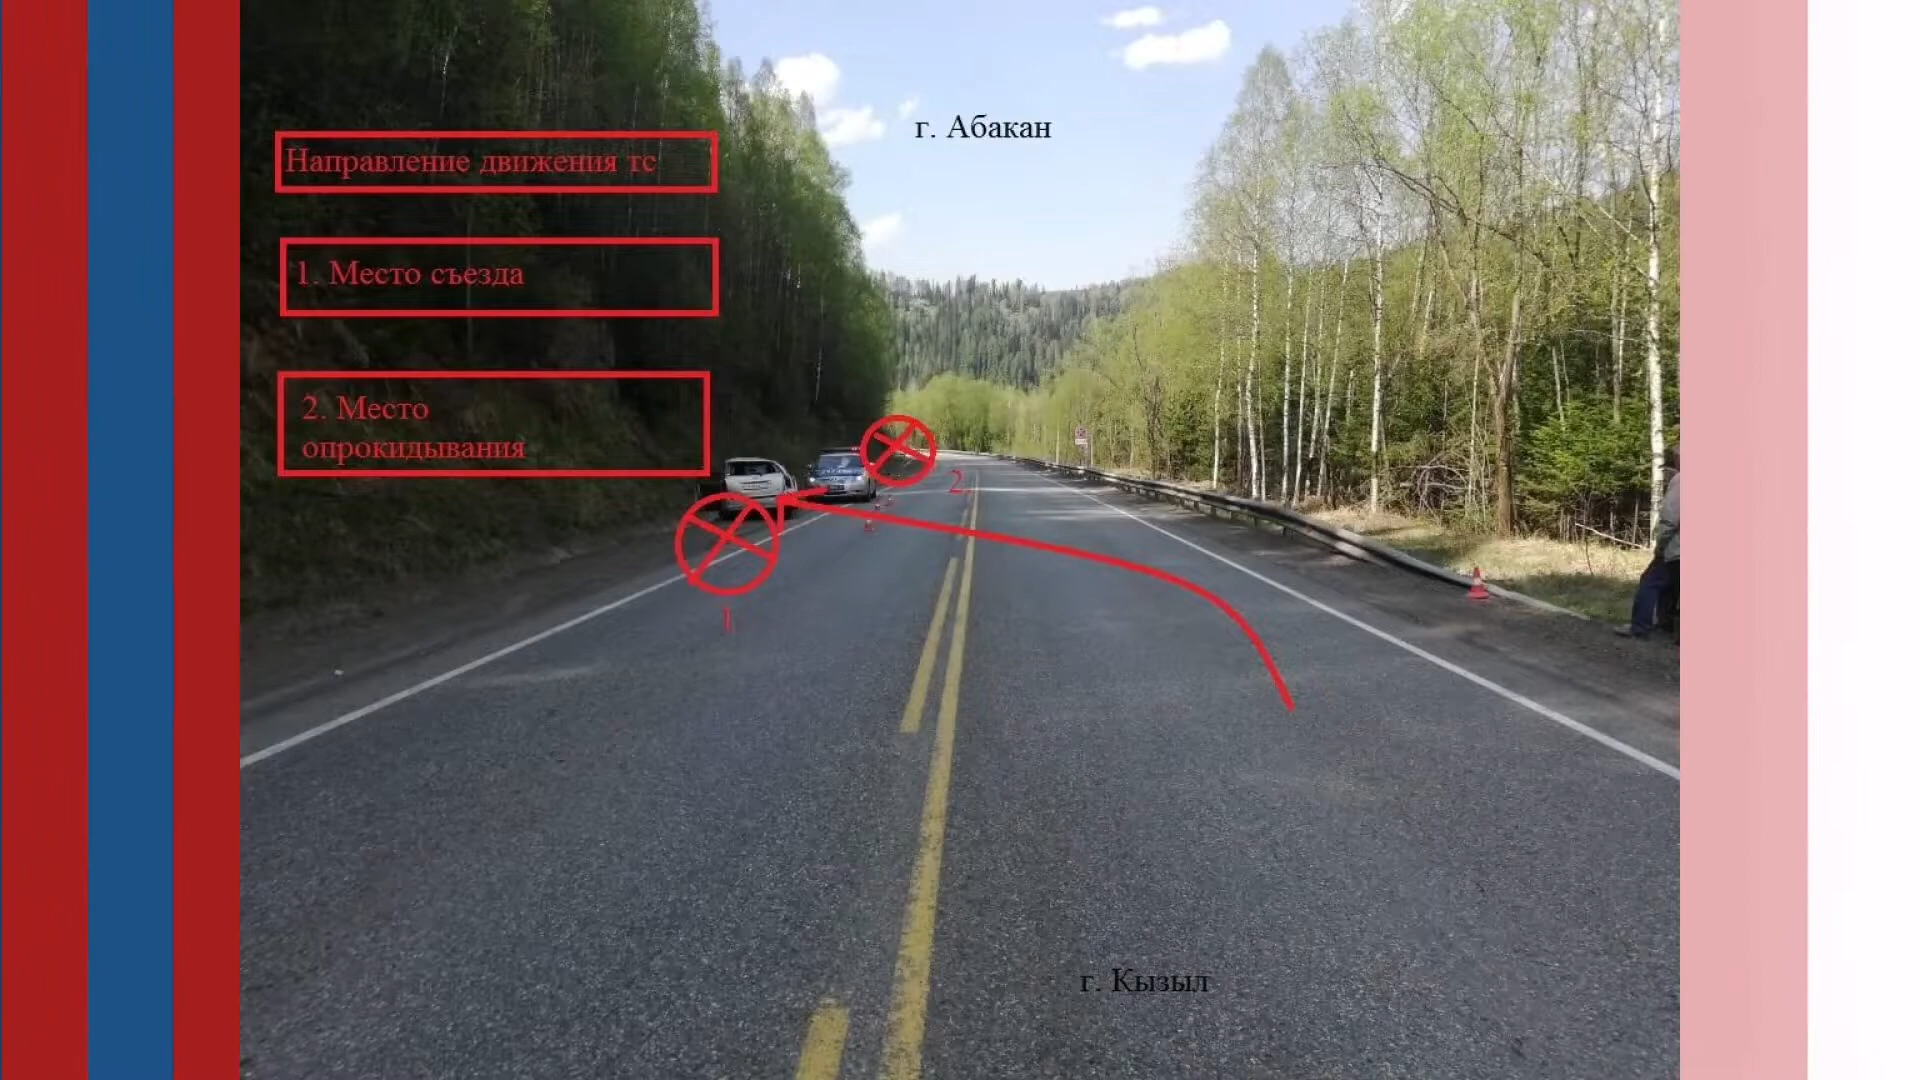 г. Абакан
Направление движения тс
1. Место съезда
2. Место
опрокидывания
2.
1.
г. Кызыл